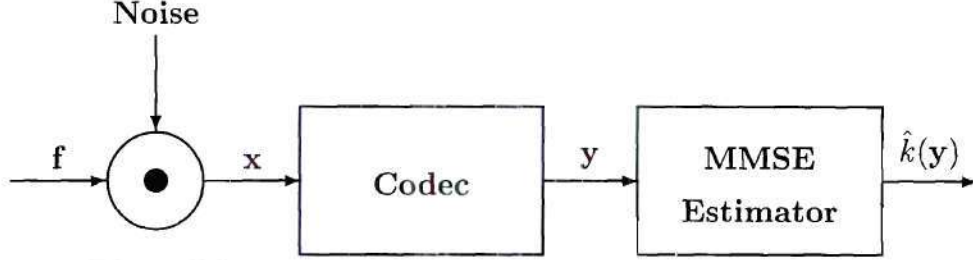 Noise
f
x
Codec
y
MMSE
Estimator
k̂(y)